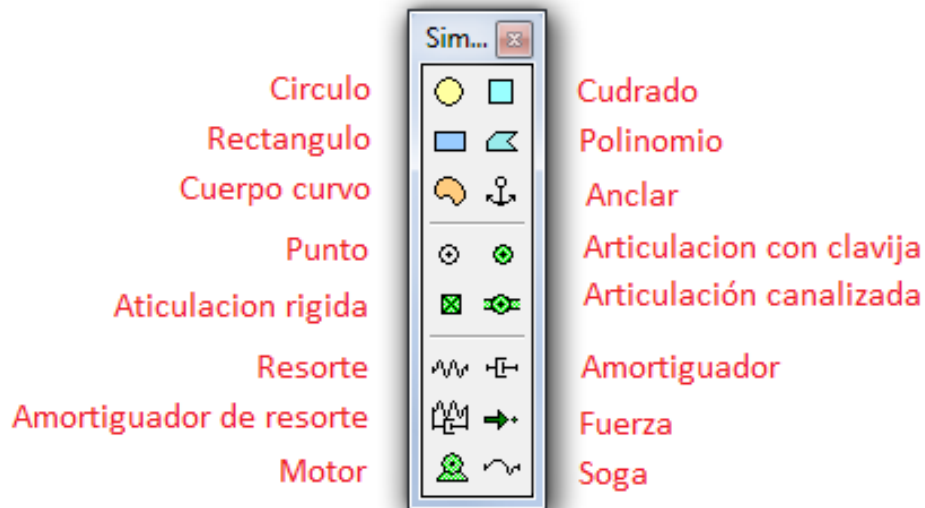 Sim...
Circulo
Cudrado
Rectangulo
Polinomio
Cuerpo curvo
Anclar
Punto
Articulacion con clavija
Aticulacion rigida
Articulación canalizada
Resorte
Amortiguador
Amortiguador de resorte
Fuerza
Motor
Soga